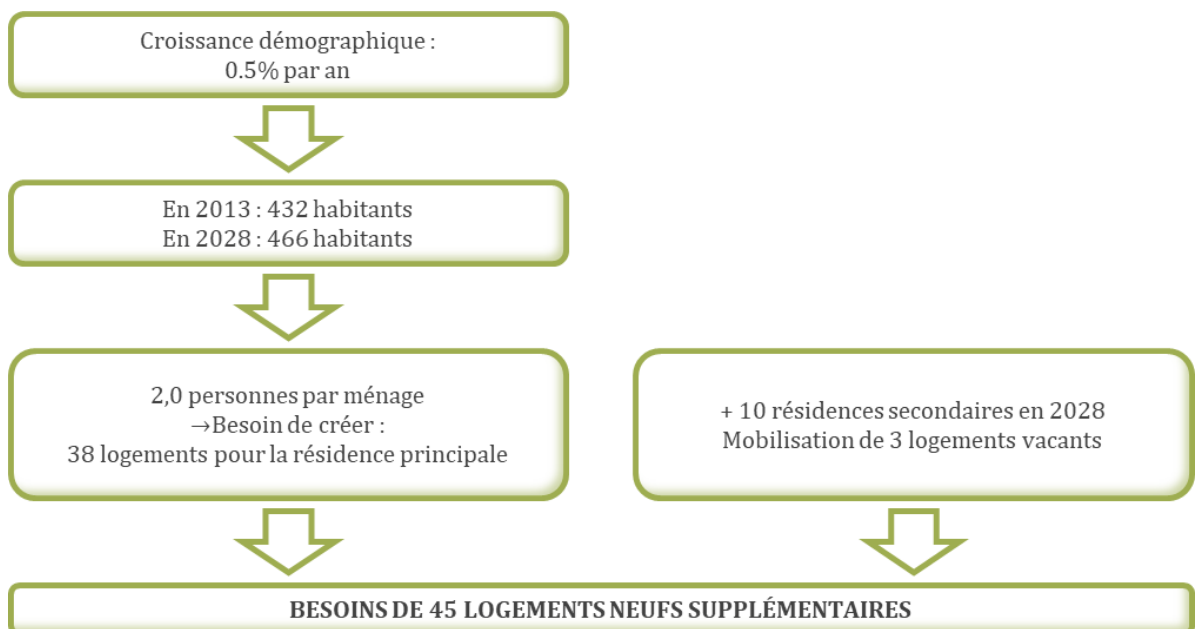 Croissance démographique :
0.5% par an
En 2013 : 432 habitants
En 2028 : 466 habitants
2,0 personnes par ménage
→Besoin de créer :
38 logements pour la résidence principale
+ 10 résidences secondaires en 2028
Mobilisation de 3 logements vacants
BESOINS DE 45 LOGEMENTS NEUFS SUPPLÉMENTAIRES